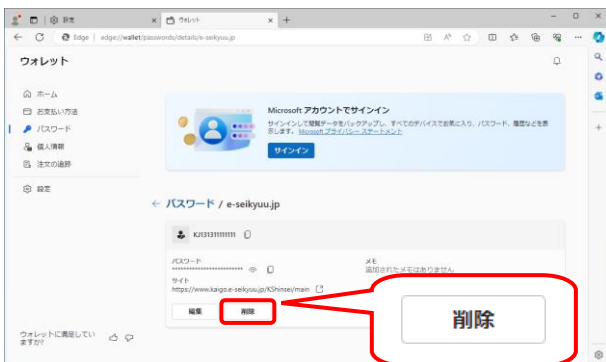 設定
ウォレット
Edge
edge://wallet/passwords/details/e-seikyuu.jp
ウォレット
ホーム
お支払い方法
パスワード
個人情報
注文の追跡
設定
Microsoft アカウントでサインイン
サインインして閲覧データをバックアップし、すべてのデバイスでお気に入り、パスワード、履歴などを表
示します。Microsoft プライバシー ステートメント
サインイン
パスワード / e-seikyuu.jp
パスワード
メモ
************************
追加されたメモはありません
サイト
https://www.kaigo.e-seikyuu.jp/KShinsei/main
編集
削除
削除
ウォレットに満足してい
ますか?